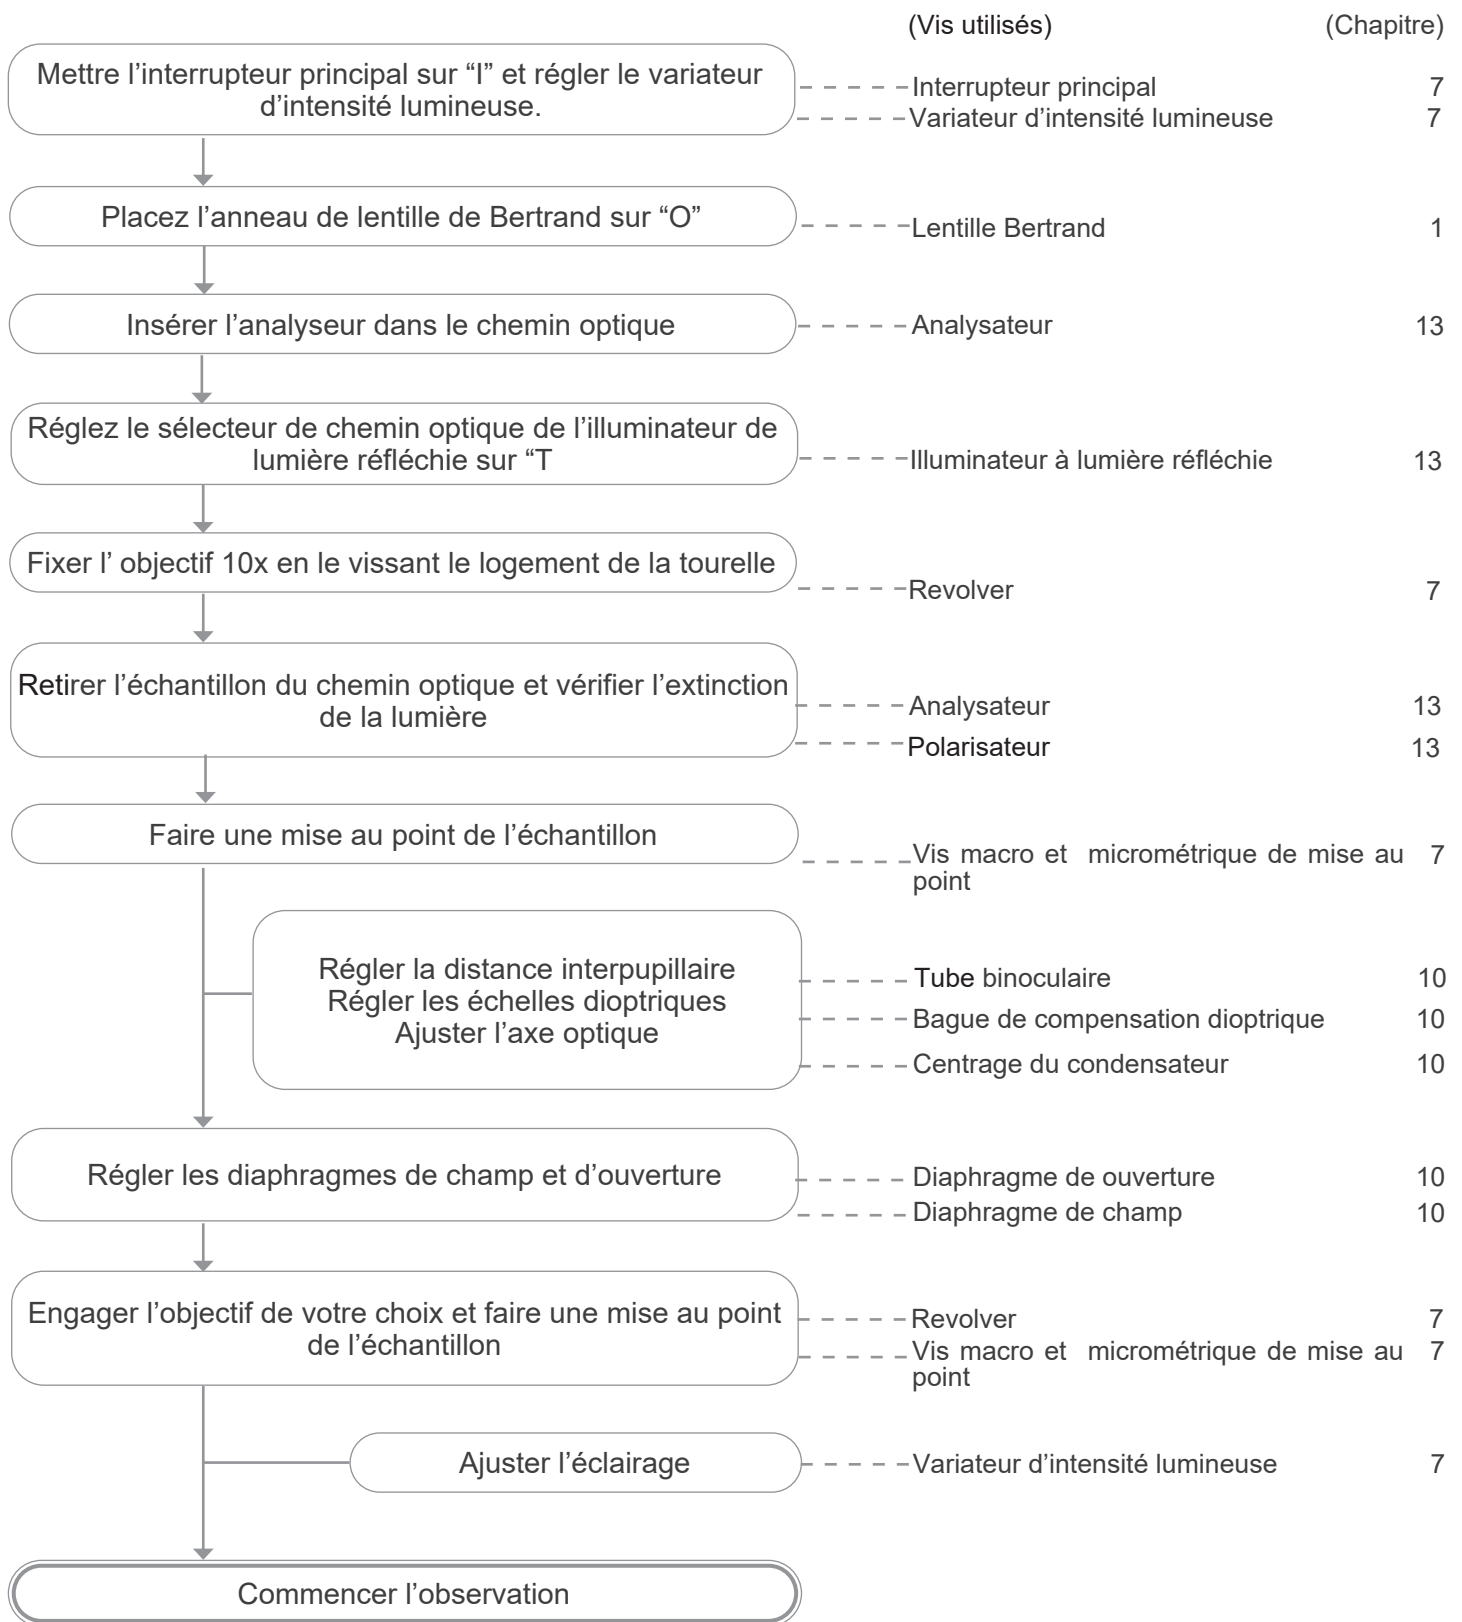 (Vis utilisés) (Chapitre)
Mettre l’interrupteur principal sur “I” et régler le variateur
d’intensité lumineuse.
Interrupteur principal 7
Variateur d’intensité lumineuse 7
Placez l’anneau de lentille de Bertrand sur “O”
Lentille Bertrand 1
Insérer l’analyseur dans le chemin optique
Analysateur 13
Réglez le sélecteur de chemin optique de l’illuminateur de
lumière réfléchie sur “T
Illuminateur à lumière réfléchie 13
Fixer l’ objectif 10x en le vissant le logement de la tourelle
Revolver 7
Retirer l’échantillon du chemin optique et vérifier l’extinction
de la lumière
Analysateur 13
Polarisateur 13
Faire une mise au point de l’échantillon
Vis macro et micrométrique de mise au 7
point
Régler la distance interpupillaire
Régler les échelles dioptriques
Ajuster l’axe optique
Tube binoculaire 10
Bague de compensation dioptrique 10
Centrage du condensateur 10
Régler les diaphragmes de champ et d’ouverture
Diaphragme de ouverture 10
Diaphragme de champ 10
Engager l’objectif de votre choix et faire une mise au point
de l’échantillon
Revolver 7
Vis macro et micrométrique de mise au 7
point
Ajuster l’éclairage
Variateur d’intensité lumineuse 7
Commencer l’observation